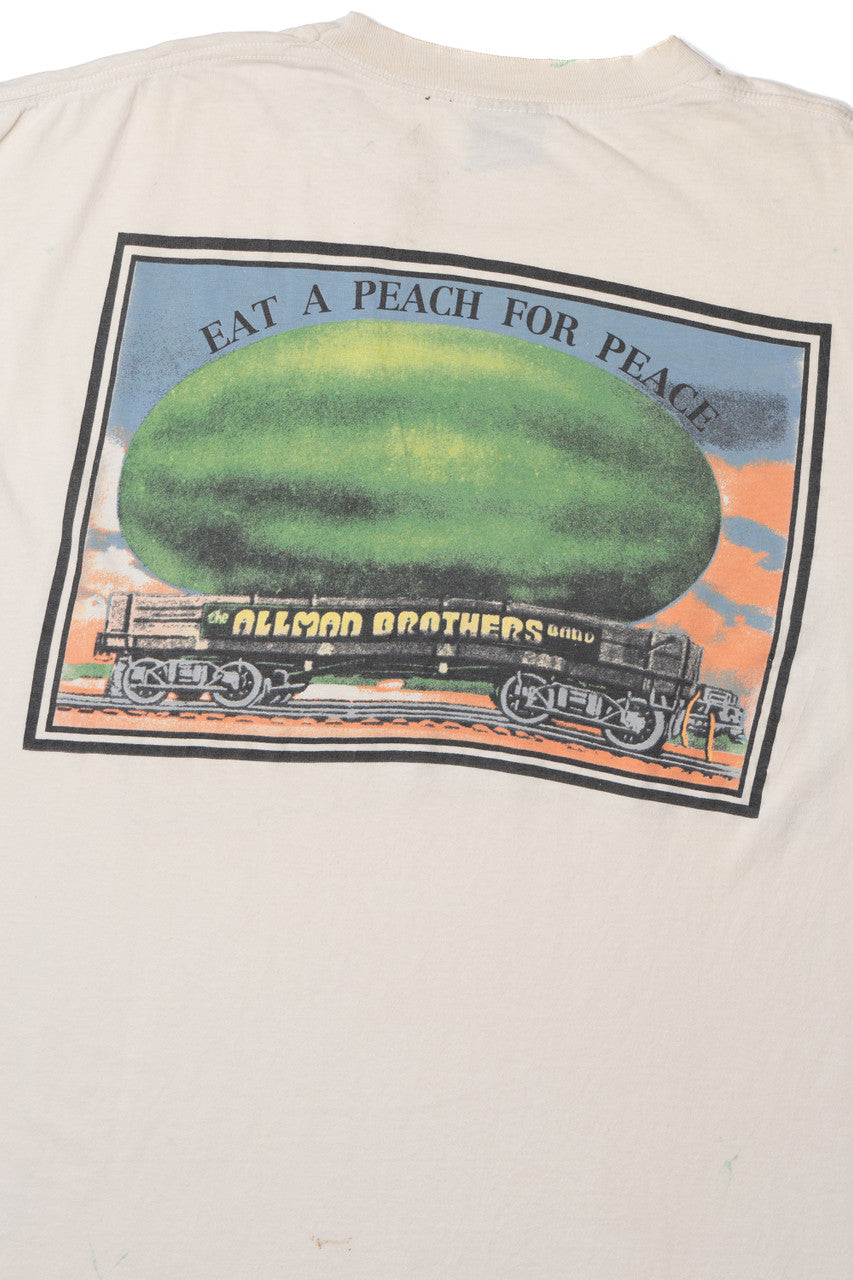 EAT A PEACH FOR PEACE
the ALLMAN BROTHERS BAND